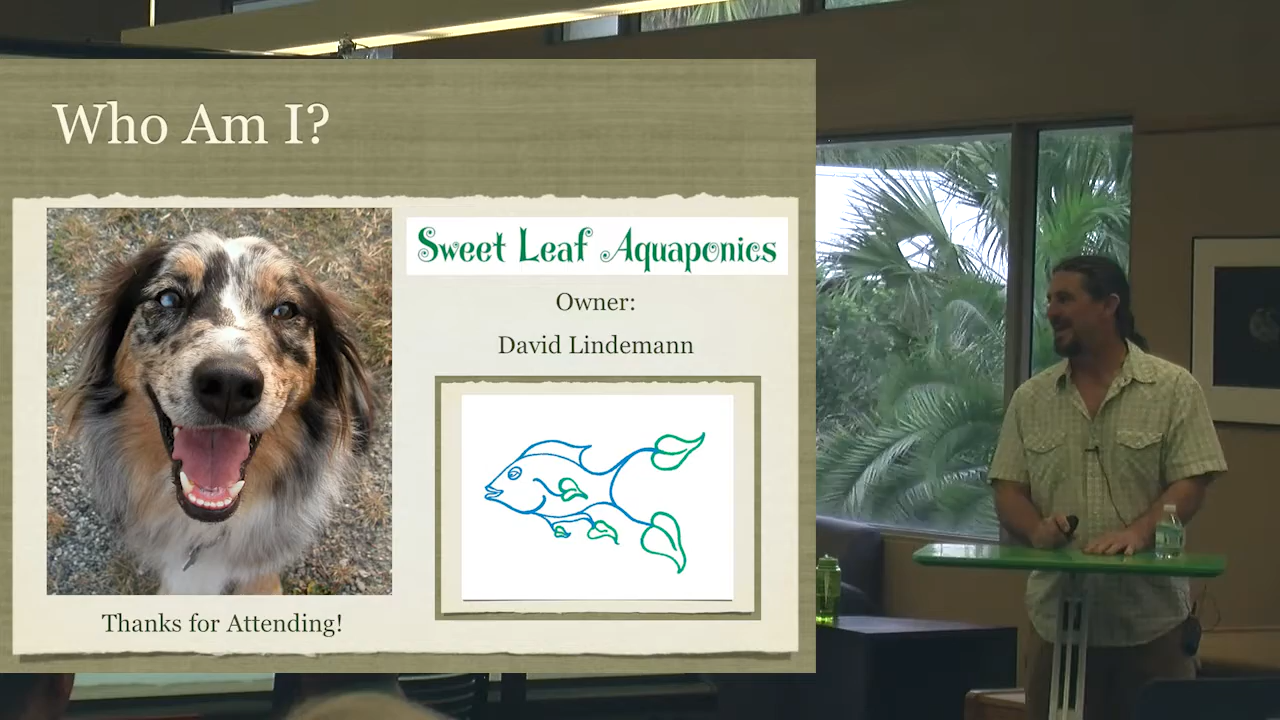 Who Am I?
Sweet Leaf Aquaponics
Owner:
David Lindemann
Thanks for Attending!